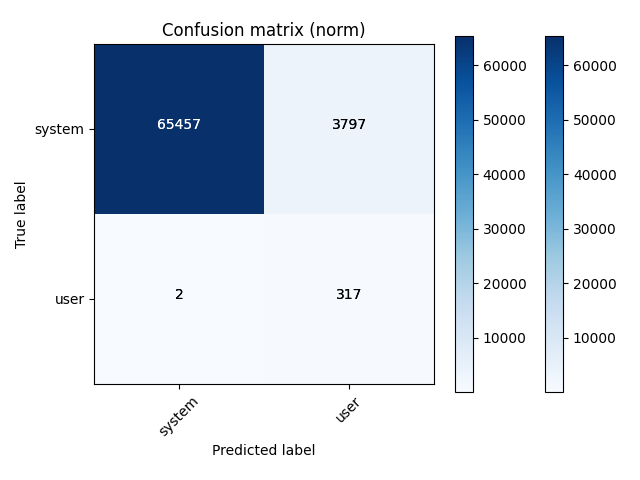 Confusion matrix (norm)
True label
system
user
65457
3797
2
317
system
user
Predicted label
60000
50000
40000
30000
20000
10000
60000
50000
40000
30000
20000
10000